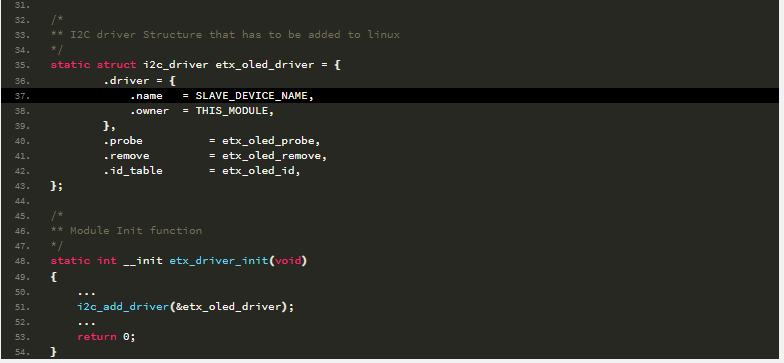 31.
32. /*
33. ** I2C driver Structure that has to be added to linux
34. */
35. static struct i2c_driver etx_oled_driver = {
36. .driver = {
37. .name = SLAVE_DEVICE_NAME,
38. .owner = THIS_MODULE,
39. },
40. .probe = etx_oled_probe,
41. .remove = etx_oled_remove,
42. .id_table = etx_oled_id,
43. };
44.
45. /*
46. ** Module Init function
47. */
48. static int __init etx_driver_init(void)
49. {
50. ...
51. i2c_add_driver(&etx_oled_driver);
52. ...
53. return 0;
54. }